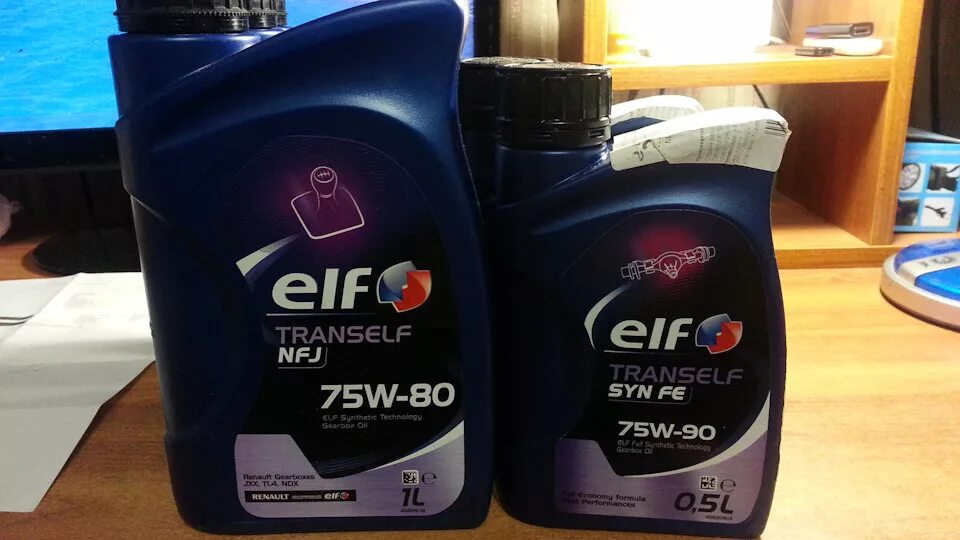 elf
TRANSELF
NFJ
75W-80
ELF Synthetic Technology
Gearbox Oil
Renault Gearboxes
JXX, TL4, NDX
RENAULT recommends elf
1L
elf
TRANSELF
SYN FE
75W-90
ELF Full Synthetic Technology
Gearbox Oil
Economy formula
Best Performances
0,5L